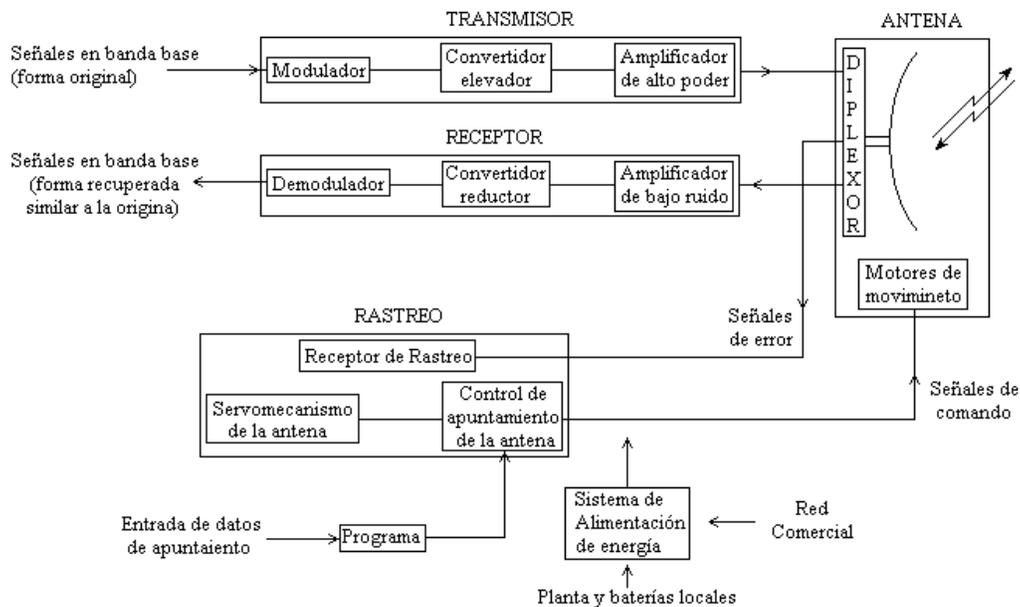 TRANSMISOR
ANTENA
Señales en banda base
(forma original)
Modulador
Convertidor
elevador
Amplificador
de alto poder
DIPLEXOR
RECEPTOR
Señales en banda base
(forma recuperada
similar a la origina)
Demodulador
Convertidor
reductor
Amplificador
de bajo ruido
Motores de
movimineto
Señales
de error
RASTREO
Receptor de Rastreo
Servomecanismo
de la antena
Control de
apuntamiento
de la antena
Señales de
comando
Entrada de datos
de apuntaiento
Programa
Sistema de
Alimentación
de energía
Red
Comercial
Planta y baterías locales